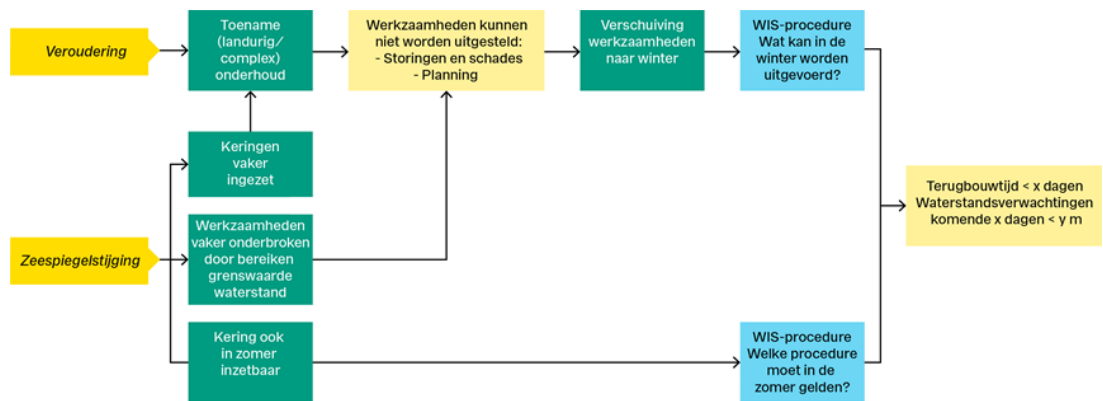 Veroudering
Toename
(landurig/
complex)
onderhoud
Werkzaamheden kunnen
niet worden uitgesteld:
- Storingen en schades
- Planning
Verschuiving
werkzaamheden
naar winter
WIS-procedure
Wat kan in de
winter worden
uitgevoerd?
Keringen
vaker
ingezet
Terugbouwtijd < x dagen
Waterstandsverwachtingen
komende x dagen < y m
Zeespiegelstijging
Werkzaamheden
vaker onderbroken
door bereiken
grenswaarde
waterstand
Kering ook
in zomer
inzetbaar
WIS-procedure
Welke procedure
moet in de
zomer gelden?